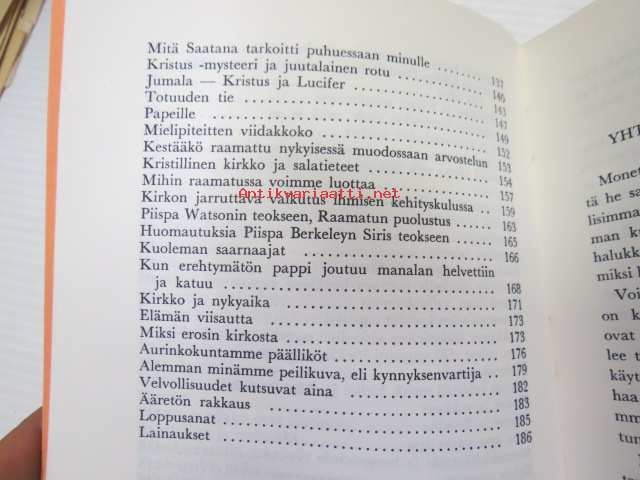 Mitä Saatana tarkoitti puhuessaan minulle
Kristus -mysteeri ja juutalainen rotu 137
Jumala — Kristus ja Lucifer 140
Totuuden tie 143
Papeille
Mielipiteitten viidakkoko 149
Kestääkö raamattu nykyisessä muodossaan arvostelun 152
Kristillinen kirkko ja salatieteet 153
Mihin raamatussa voimme luottaa 154
Kirkon jarruttava vaikutus ihmisen kehityskulussa 157
Piispa Watsonin teokseen, Raamatun puolustus 159
Huomautuksia Piispa Berkeleyn Siris teokseen 163
Kuoleman saarnaajat 165
Kun erehtymätön pappi joutuu manalan helvettiin 166
ja katuu 168
Kirkko ja nykyaika 171
Elämän viisautta 173
Miksi erosin kirkosta 173
Aurinkokuntamme päälliköt 176
Alemman minämme peilikuva, eli kynnyksenvartija 179
Velvollisuudet kutsuvat aina 182
Ääretön rakkaus 183
Loppusanat 185
Lainaukset 186
antikvariaatti.net
YHT
Monet
tä he sa
lisimma
man ku
halukk
miksi h
Voi
on k
ovat
lee t
käy
haa
tur